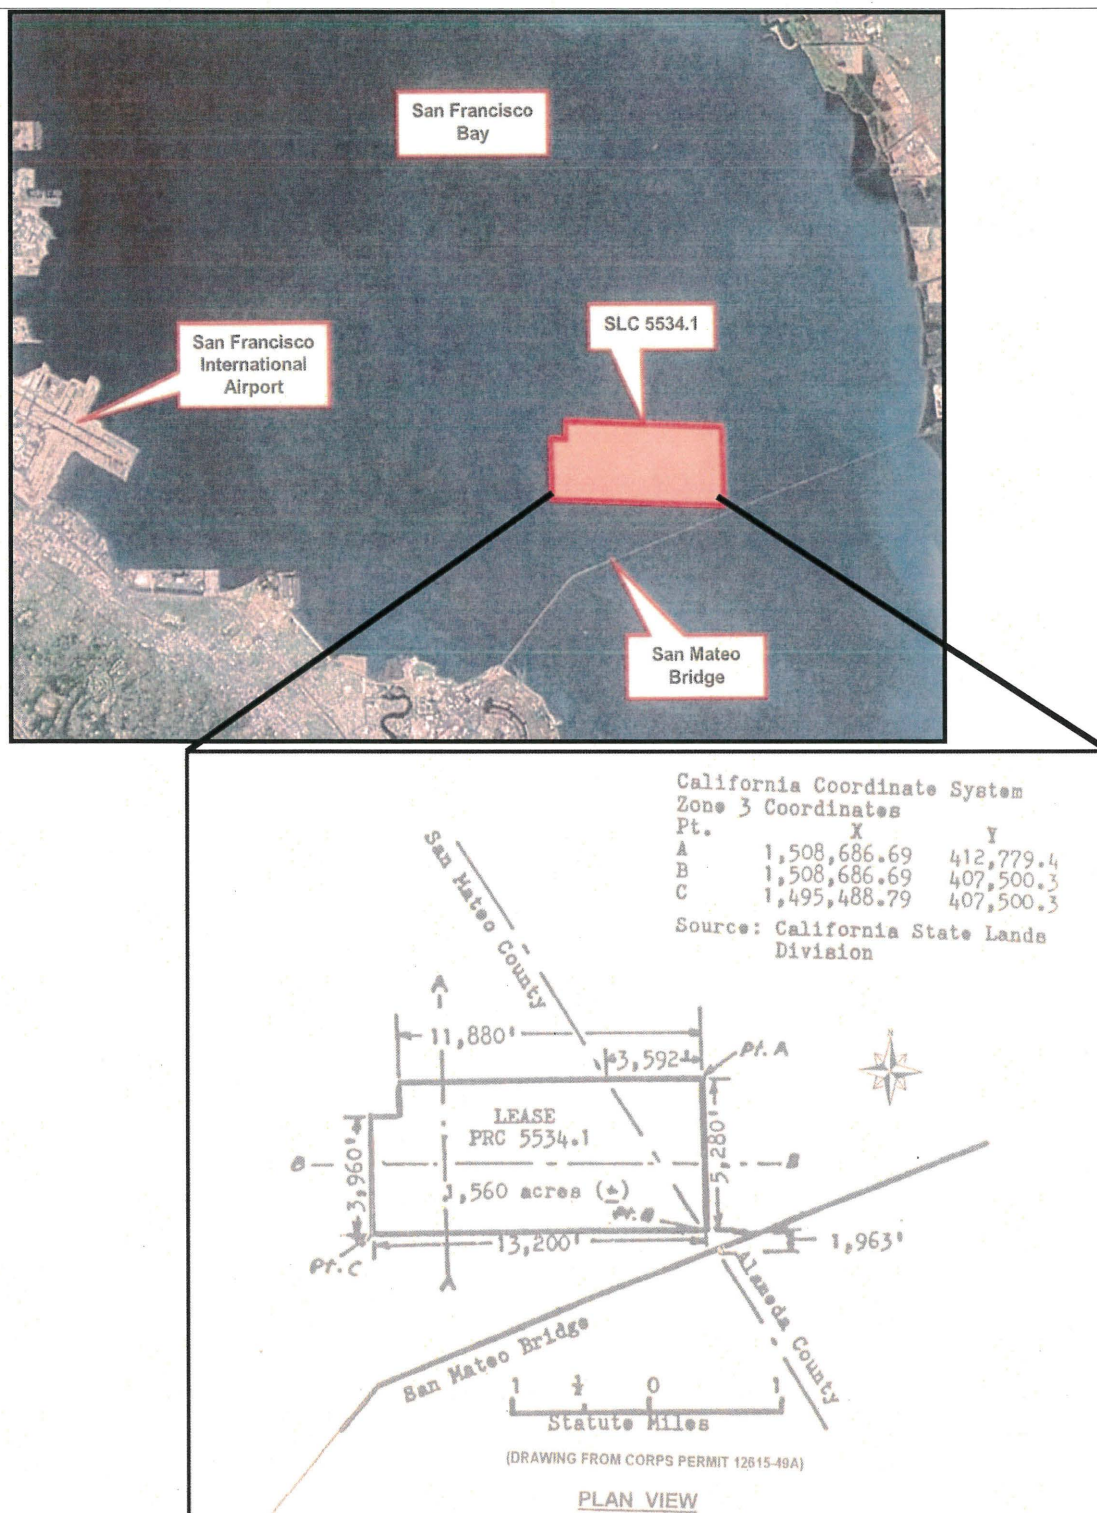 San Francisco
Bay
SLC 5534.1
San Francisco
International
Airport
San Mateo
Bridge
California Coordinate System
Zone 3 Coordinates
Pt. X Y
A 1,508,686.69 412,779.4
B 1,508,686.69 407,500.3
C 1,495,488.79 407,500.3
Source: California State Lands
Division
San Mateo County
A
11,880'
3,592'
Pt. A
N
LEASE
PRC 5534.1
3,960'
5,280'
B B
1,560 acres (±)
Pt. B
13,200'
1,963'
Pt. C
A
Alameda County
San Mateo Bridge
1 ½ 0 1
Statute Miles
(DRAWING FROM CORPS PERMIT 12615-49A)
PLAN VIEW